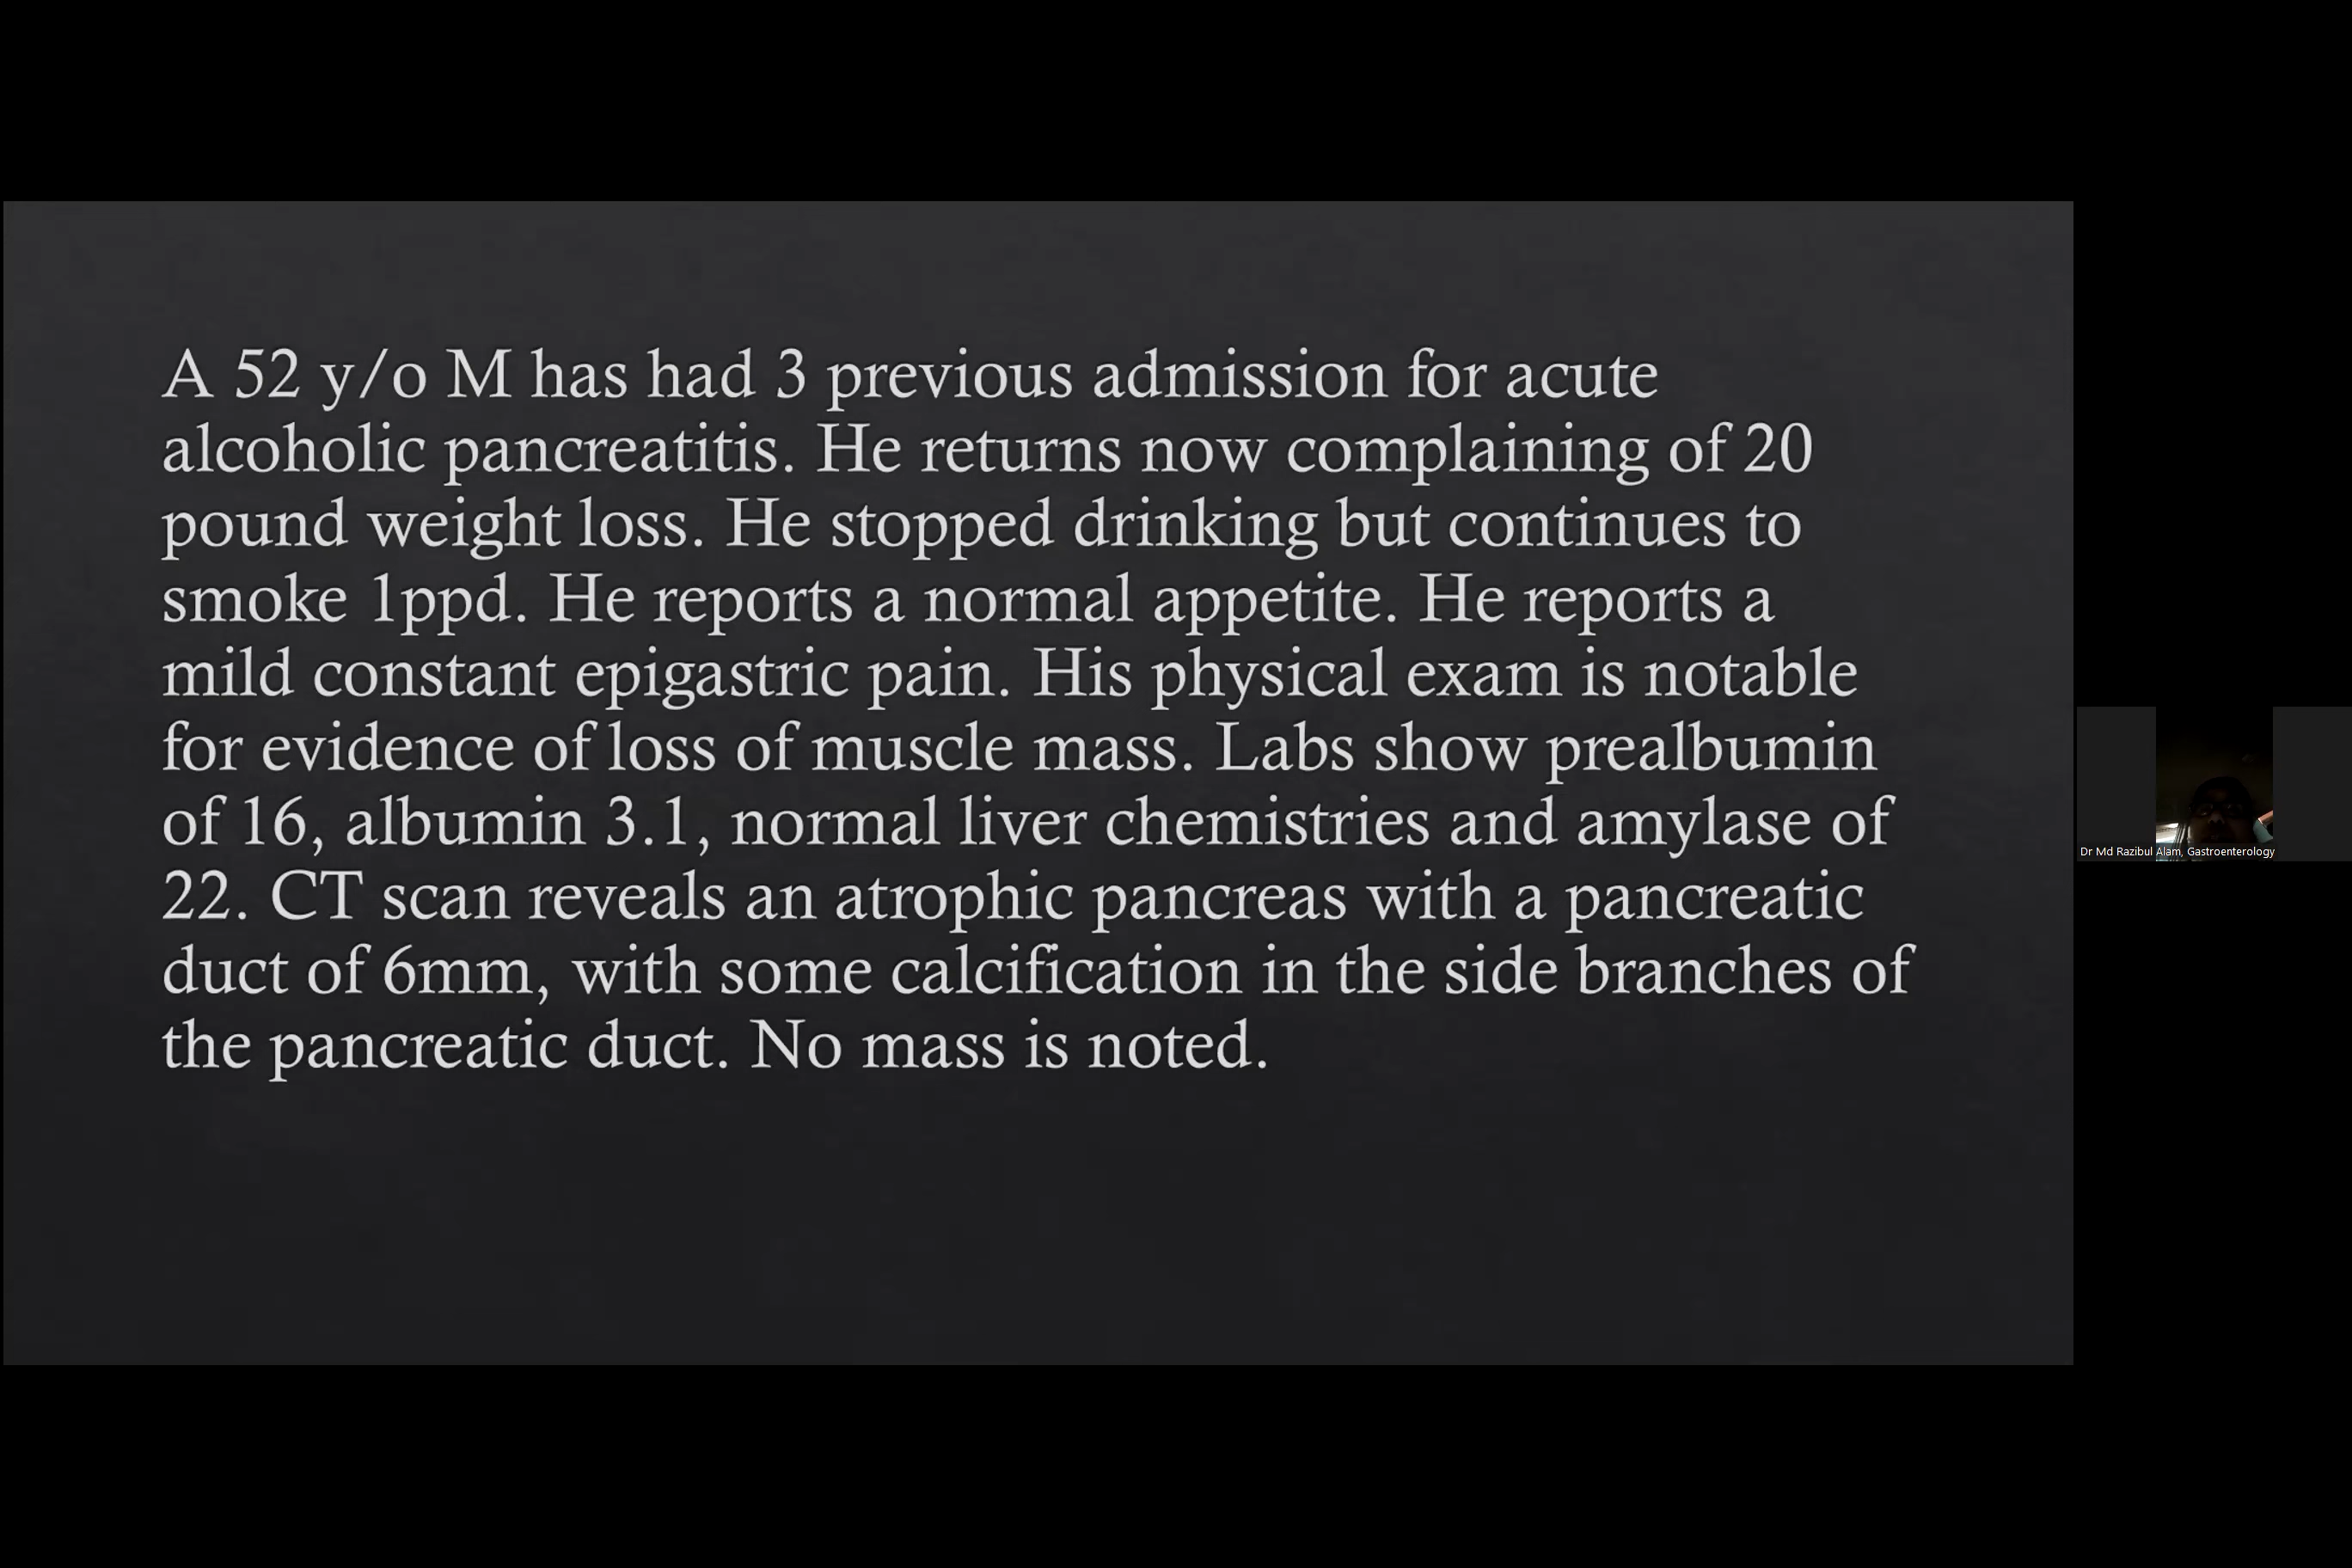 A 52 y/o M has had 3 previous admission for acute
alcoholic pancreatitis. He returns now complaining of 20
pound weight loss. He stopped drinking but continues to
smoke 1ppd. He reports a normal appetite. He reports a
mild constant epigastric pain. His physical exam is notable
for evidence of loss of muscle mass. Labs show prealbumin
of 16, albumin 3.1, normal liver chemistries and amylase of
22. CT scan reveals an atrophic pancreas with a pancreatic
duct of 6mm, with some calcification in the side branches of
the pancreatic duct. No mass is noted.
Dr Md Razibul Alam, Gastroenterology